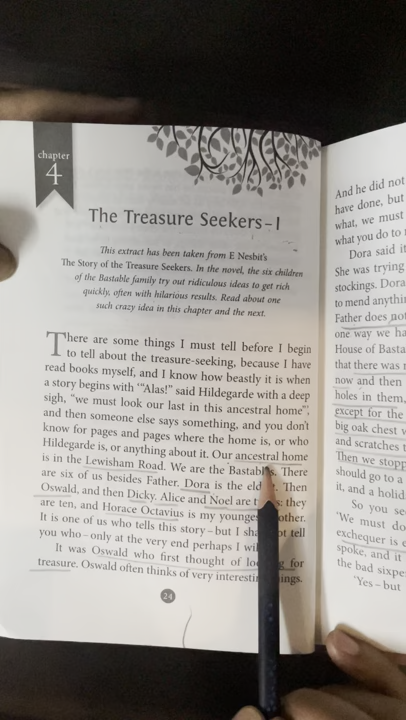 chapter
4
The Treasure Seekers–I
This extract has been taken from E Nesbit's
The Story of the Treasure Seekers. In the novel, the six children
of the Bastable family try out ridiculous ideas to get rich
quickly, often with hilarious results. Read about one
such crazy idea in this chapter and the next.
There are some things I must tell before I begin
to tell about the treasure-seeking, because I have
read books myself, and I know how beastly it is when
a story begins with '"Alas!" said Hildegarde with a deep
sigh, "we must look our last in this ancestral home"',
and then someone else says something, and you don't
know for pages and pages where the home is, or who
Hildegarde is, or anything about it. Our ancestral home
is in the Lewisham Road. We are the Bastables. There
are six of us besides Father. Dora is the Then
Oswald, and then Dicky. Alice and Noel are they
are ten, and Horace Octavius is my
It is one of us who tells this story – but I not tell
you who – only at the very end perhaps I
It was Oswald who first thought of for
treasure. Oswald often thinks of very
24
And he did not
have done, but
what, we must
what you do to
Dora said it
She was trying
stockings. Dora
to mend anythin
Father does not
one way we ha
House of Basta
that there was
now and then
holes in them,
except for the
big oak chest
and scratches
Then we stopp
should go to a
it, and a holid
So you se
'We must do
exchequer is
spoke, and it
the bad sixpe
'Yes – but